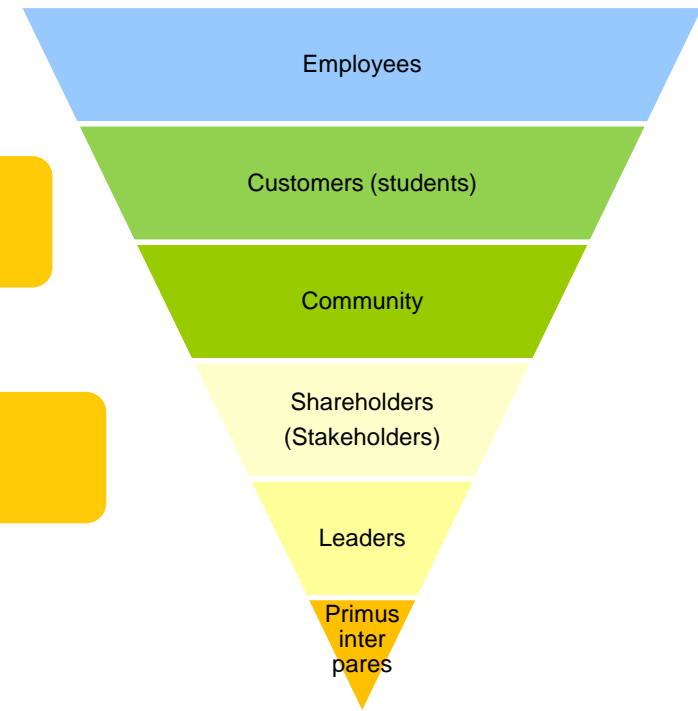 Employees
Customers (students)
Community
Shareholders
(Stakeholders)
Leaders
Primus
inter
pares